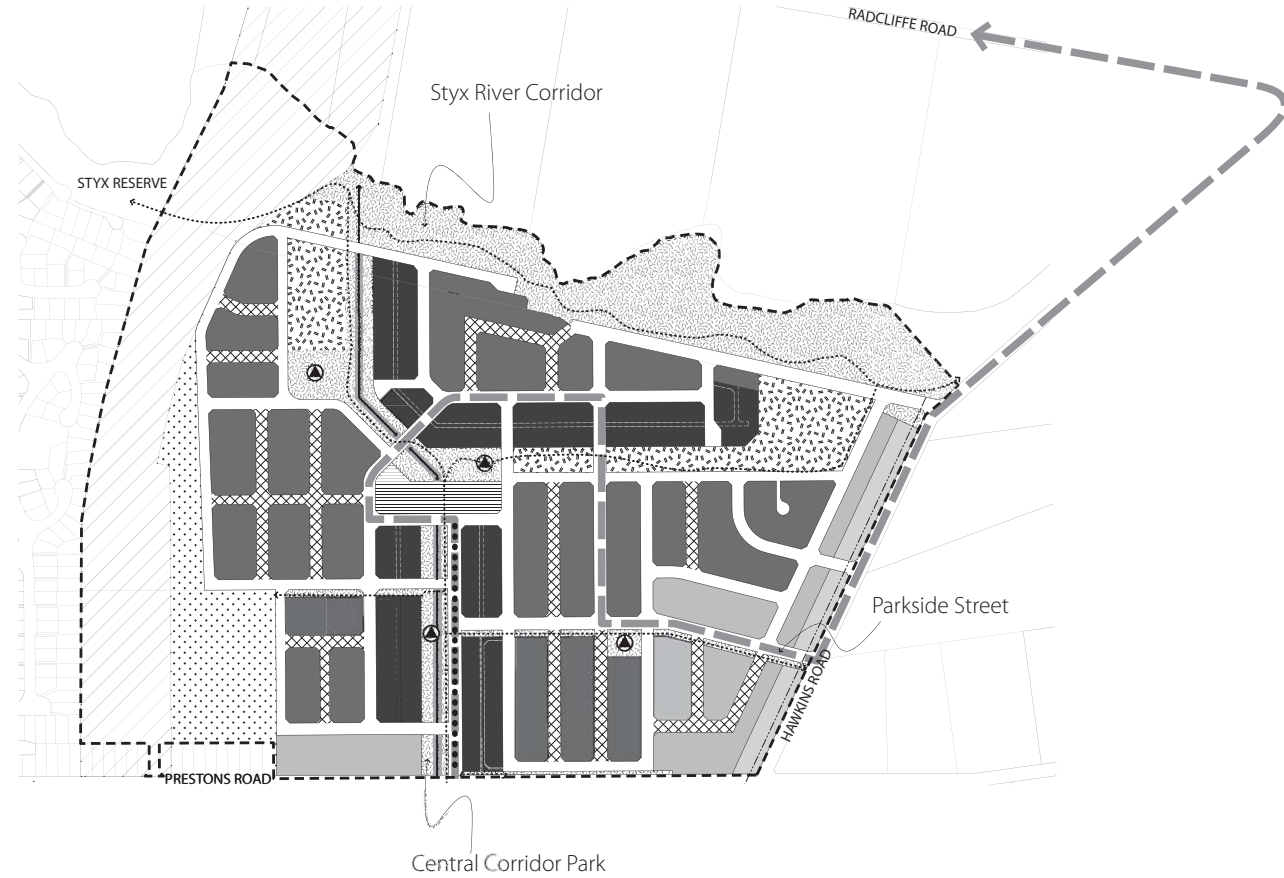 RADCLIFFE ROAD
Styx River Corridor
STYX RESERVE
Parkside Street
HAWKINS ROAD
PRESTONS ROAD
Central Corridor Park